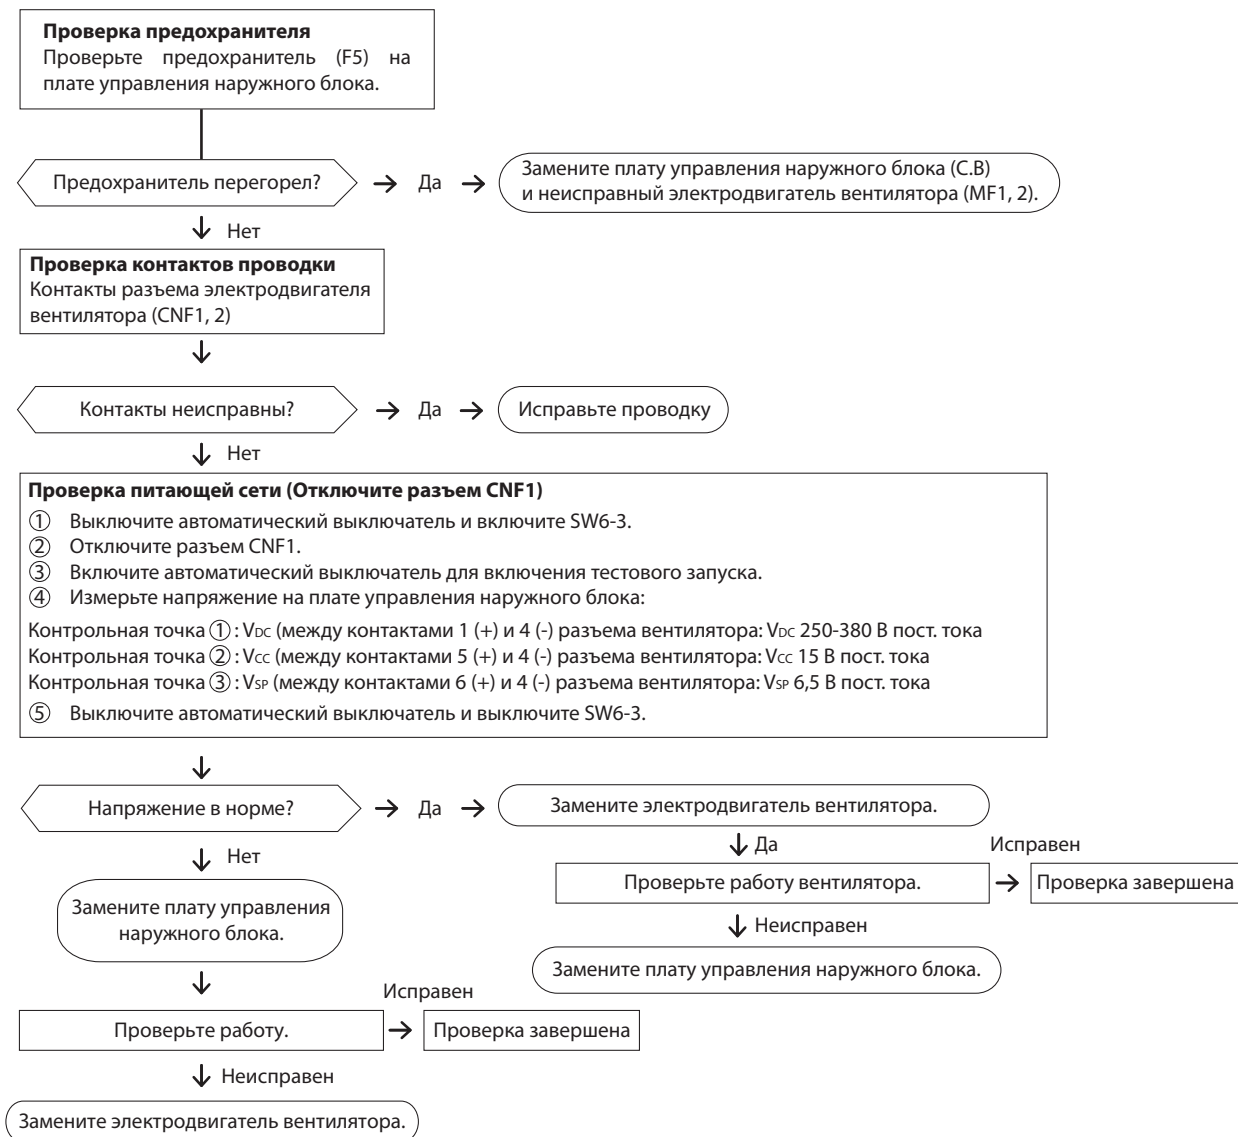 Проверка предохранителя
Проверьте предохранитель (F5) на
плате управления наружного блока.
Предохранитель перегорел?
Да
Замените плату управления наружного блока (C.B)
и неисправный электродвигатель вентилятора (MF1, 2).
Нет
Проверка контактов проводки
Контакты разъема электродвигателя
вентилятора (CNF1, 2)
Контакты неисправны?
Да
Исправьте проводку
Нет
Проверка питающей сети (Отключите разъем CNF1)
① Выключите автоматический выключатель и включите SW6-3.
② Отключите разъем CNF1.
③ Включите автоматический выключатель для включения тестового запуска.
④ Измерьте напряжение на плате управления наружного блока:
Контрольная точка ① : VDC (между контактами 1 (+) и 4 (-) разъема вентилятора: VDC 250-380 В пост. тока
Контрольная точка ② : VCC (между контактами 5 (+) и 4 (-) разъема вентилятора: VCC 15 В пост. тока
Контрольная точка ③ : VSP (между контактами 6 (+) и 4 (-) разъема вентилятора: VSP 6,5 В пост. тока
⑤ Выключите автоматический выключатель и выключите SW6-3.
Напряжение в норме?
Да
Замените электродвигатель вентилятора.
Да
Исправен
Проверьте работу вентилятора.
Проверка завершена
Неисправен
Замените плату управления наружного блока.
Нет
Замените плату управления
наружного блока.
Исправен
Проверьте работу.
Проверка завершена
Неисправен
Замените электродвигатель вентилятора.